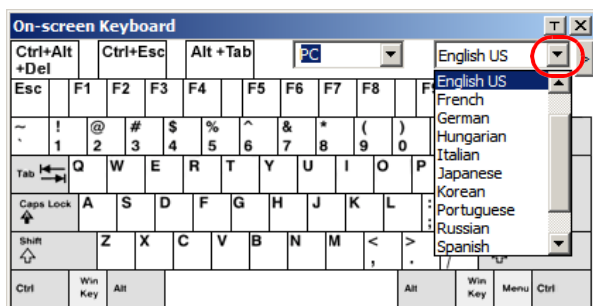 On-screen Keyboard T X
Ctrl+Alt+Del Ctrl+Esc Alt +Tab PC English US >
Esc F1 F2 F3 F4 F5 F6 F7 F8
English US
French
German
Hungarian
Italian
Japanese
Korean
Portuguese
Russian
Spanish
~ ! @ # $ % ^ & * ( )
` 1 2 3 4 5 6 7 8 9 0
Tab Q W E R T Y U I O P
Caps Lock A S D F G H J K L : ;
Shift Z X C V B N M < , > . /
Ctrl Win Key Alt Alt Win Key Menu Ctrl